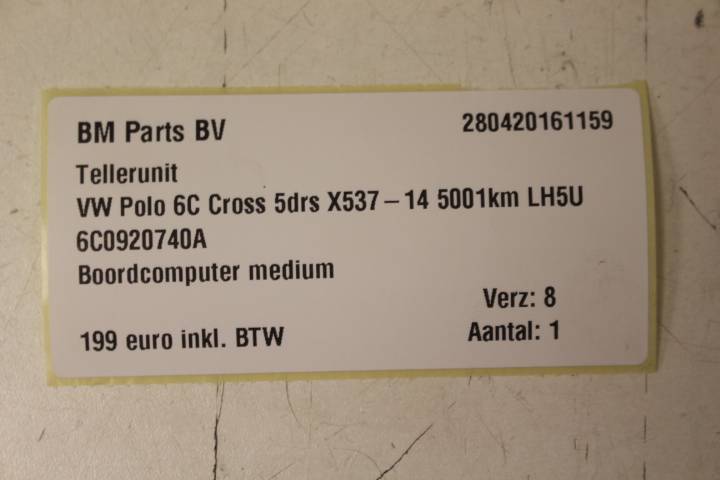 BM Parts BV 280420161159
Tellerunit
VW Polo 6C Cross 5drs X537-14 5001km LH5U
6C0920740A
Boordcomputer medium
Verz: 8
199 euro inkl. BTW Aantal: 1